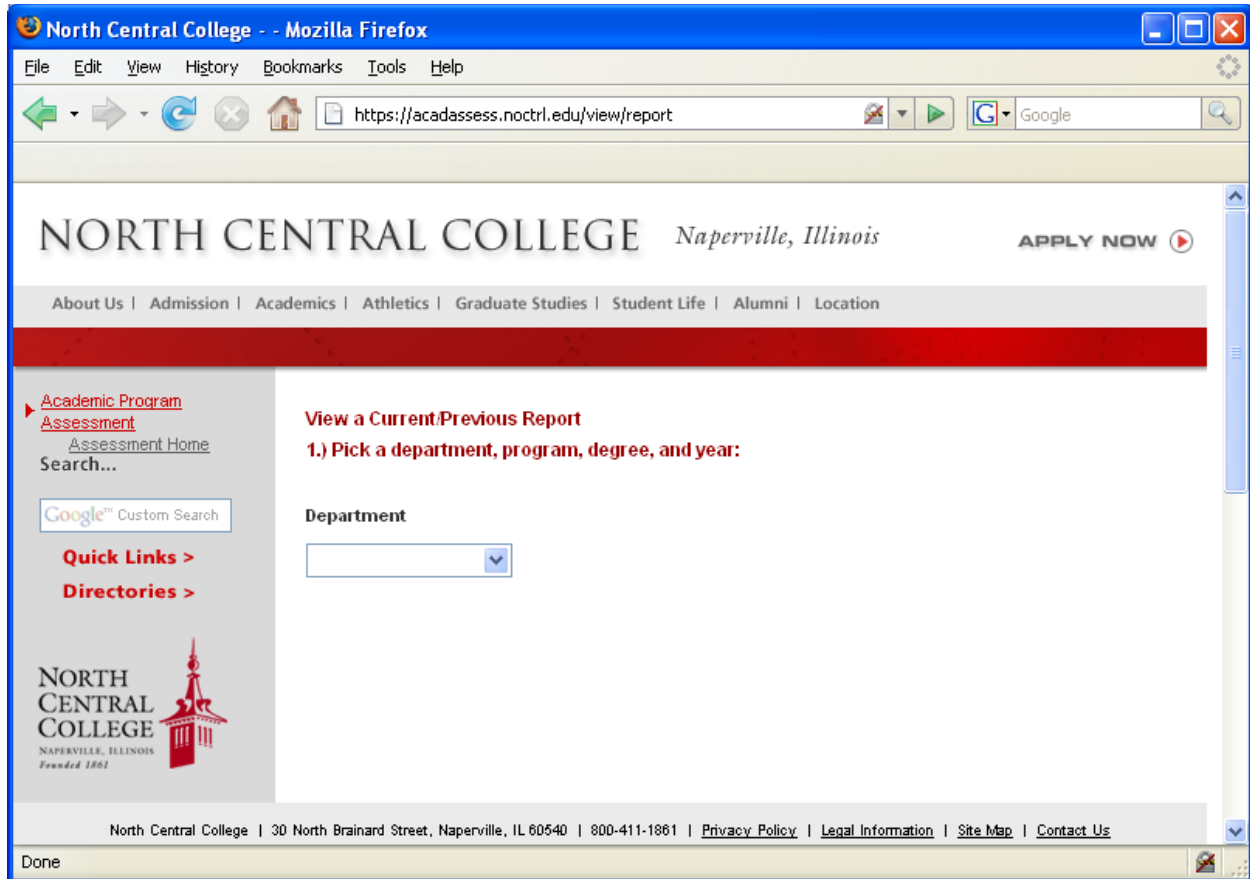 North Central College - - Mozilla Firefox
File Edit View History Bookmarks Tools Help
https://acadassess.noctrl.edu/view/report
G Google
NORTH CENTRAL COLLEGE Naperville, Illinois APPLY NOW
About Us | Admission | Academics | Athletics | Graduate Studies | Student Life | Alumni | Location
Academic Program
Assessment
Assessment Home
Search...
Google™ Custom Search
Quick Links >
Directories >
NORTH
CENTRAL
COLLEGE
NAPERVILLE, ILLINOIS
Founded 1861
View a Current/Previous Report
1.) Pick a department, program, degree, and year:
Department
North Central College | 30 North Brainard Street, Naperville, IL 60540 | 800-411-1861 | Privacy Policy | Legal Information | Site Map | Contact Us
Done